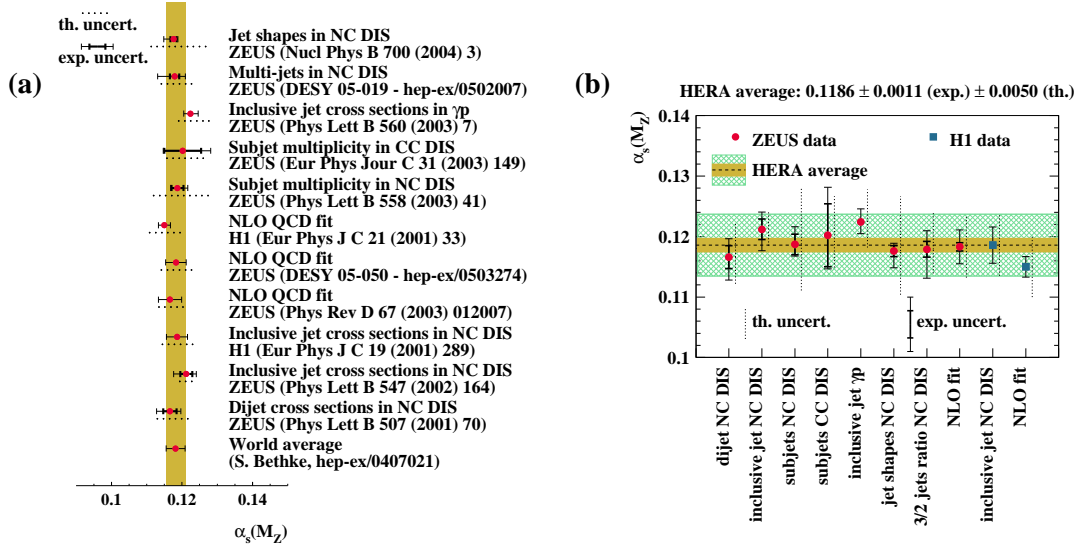 (a)
th. uncert.
exp. uncert.
Jet shapes in NC DIS
ZEUS (Nucl Phys B 700 (2004) 3)
Multi-jets in NC DIS
ZEUS (DESY 05-019 - hep-ex/0502007)
Inclusive jet cross sections in γp
ZEUS (Phys Lett B 560 (2003) 7)
Subjet multiplicity in CC DIS
ZEUS (Eur Phys Jour C 31 (2003) 149)
Subjet multiplicity in NC DIS
ZEUS (Phys Lett B 558 (2003) 41)
NLO QCD fit
H1 (Eur Phys J C 21 (2001) 33)
NLO QCD fit
ZEUS (DESY 05-050 - hep-ex/0503274)
NLO QCD fit
ZEUS (Phys Rev D 67 (2003) 012007)
Inclusive jet cross sections in NC DIS
H1 (Eur Phys J C 19 (2001) 289)
Inclusive jet cross sections in NC DIS
ZEUS (Phys Lett B 547 (2002) 164)
Dijet cross sections in NC DIS
ZEUS (Phys Lett B 507 (2001) 70)
World average
(S. Bethke, hep-ex/0407021)
0.1 0.12 0.14
αs(MZ)
(b)
HERA average: 0.1186 ± 0.0011 (exp.) ± 0.0050 (th.)
αs(MZ)
0.14
0.13
0.12
0.11
0.1
ZEUS data
H1 data
HERA average
th. uncert.
exp. uncert.
dijet NC DIS
inclusive jet NC DIS
subjets NC DIS
subjets CC DIS
inclusive jet γp
jet shapes NC DIS
3/2 jets ratio NC DIS
NLO fit
inclusive jet NC DIS
NLO fit